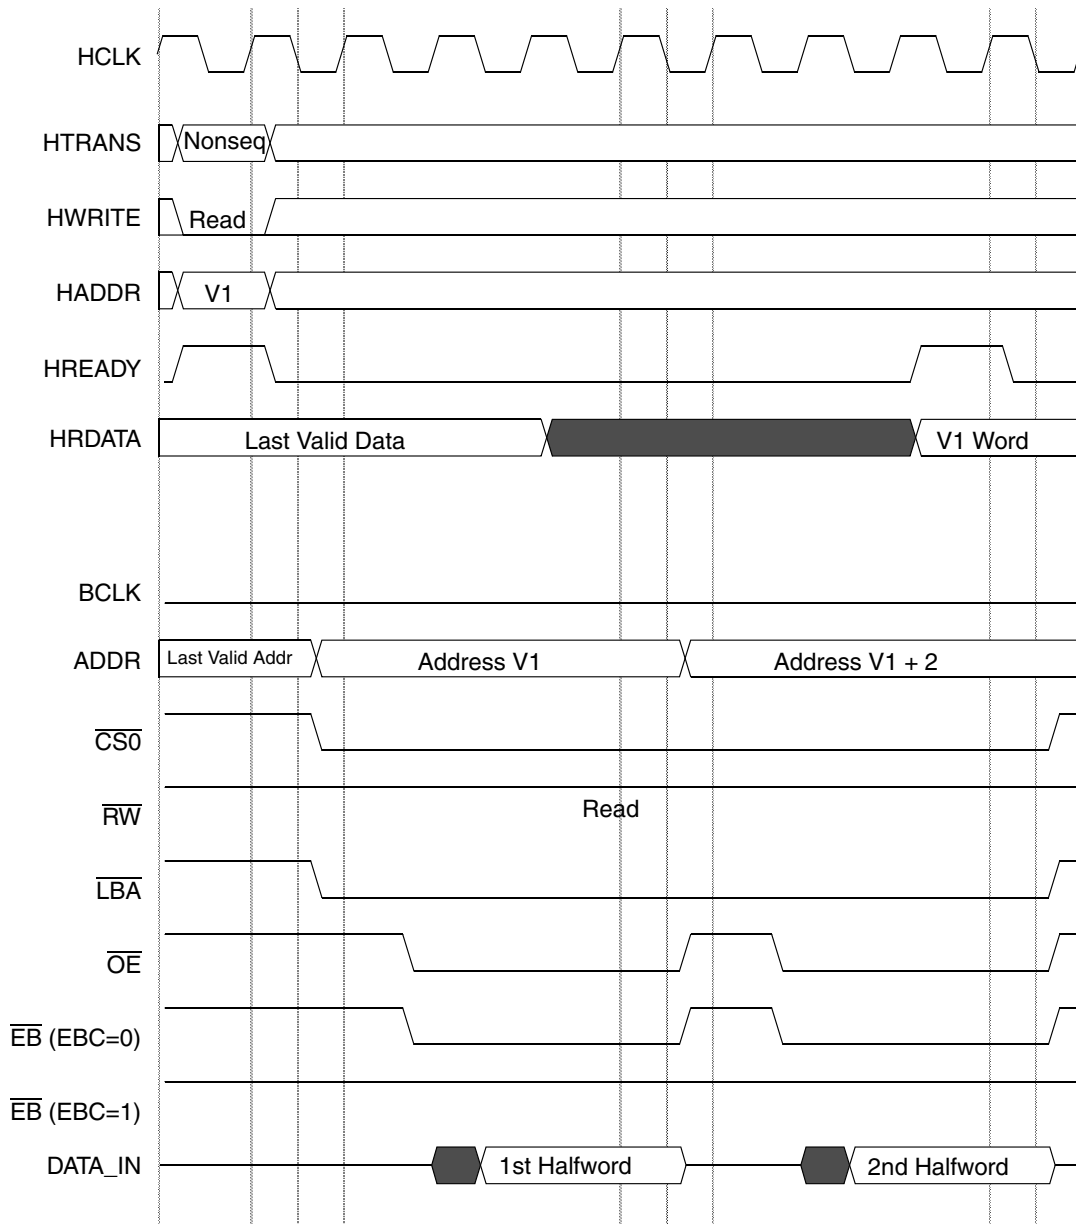 HCLK
HTRANS Nonseq
HWRITE Read
HADDR V1
HREADY
HRDATA Last Valid Data V1 Word
BCLK
ADDR Last Valid Addr Address V1 Address V1 + 2
CS0
RW Read
LBA
OE
EB (EBC=0)
EB (EBC=1)
DATA_IN 1st Halfword 2nd Halfword